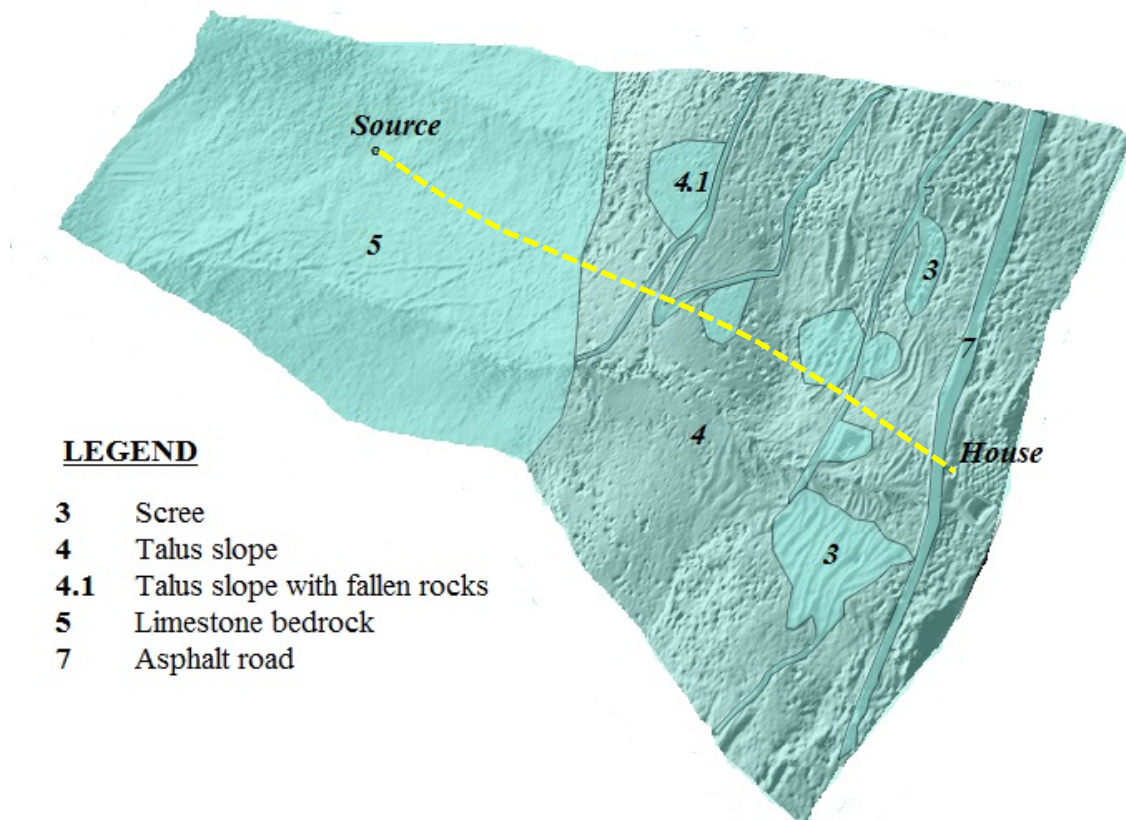 Source
4.1
5
3
7
4
House
LEGEND
3 Scree
4 Talus slope
4.1 Talus slope with fallen rocks
5 Limestone bedrock
7 Asphalt road
3